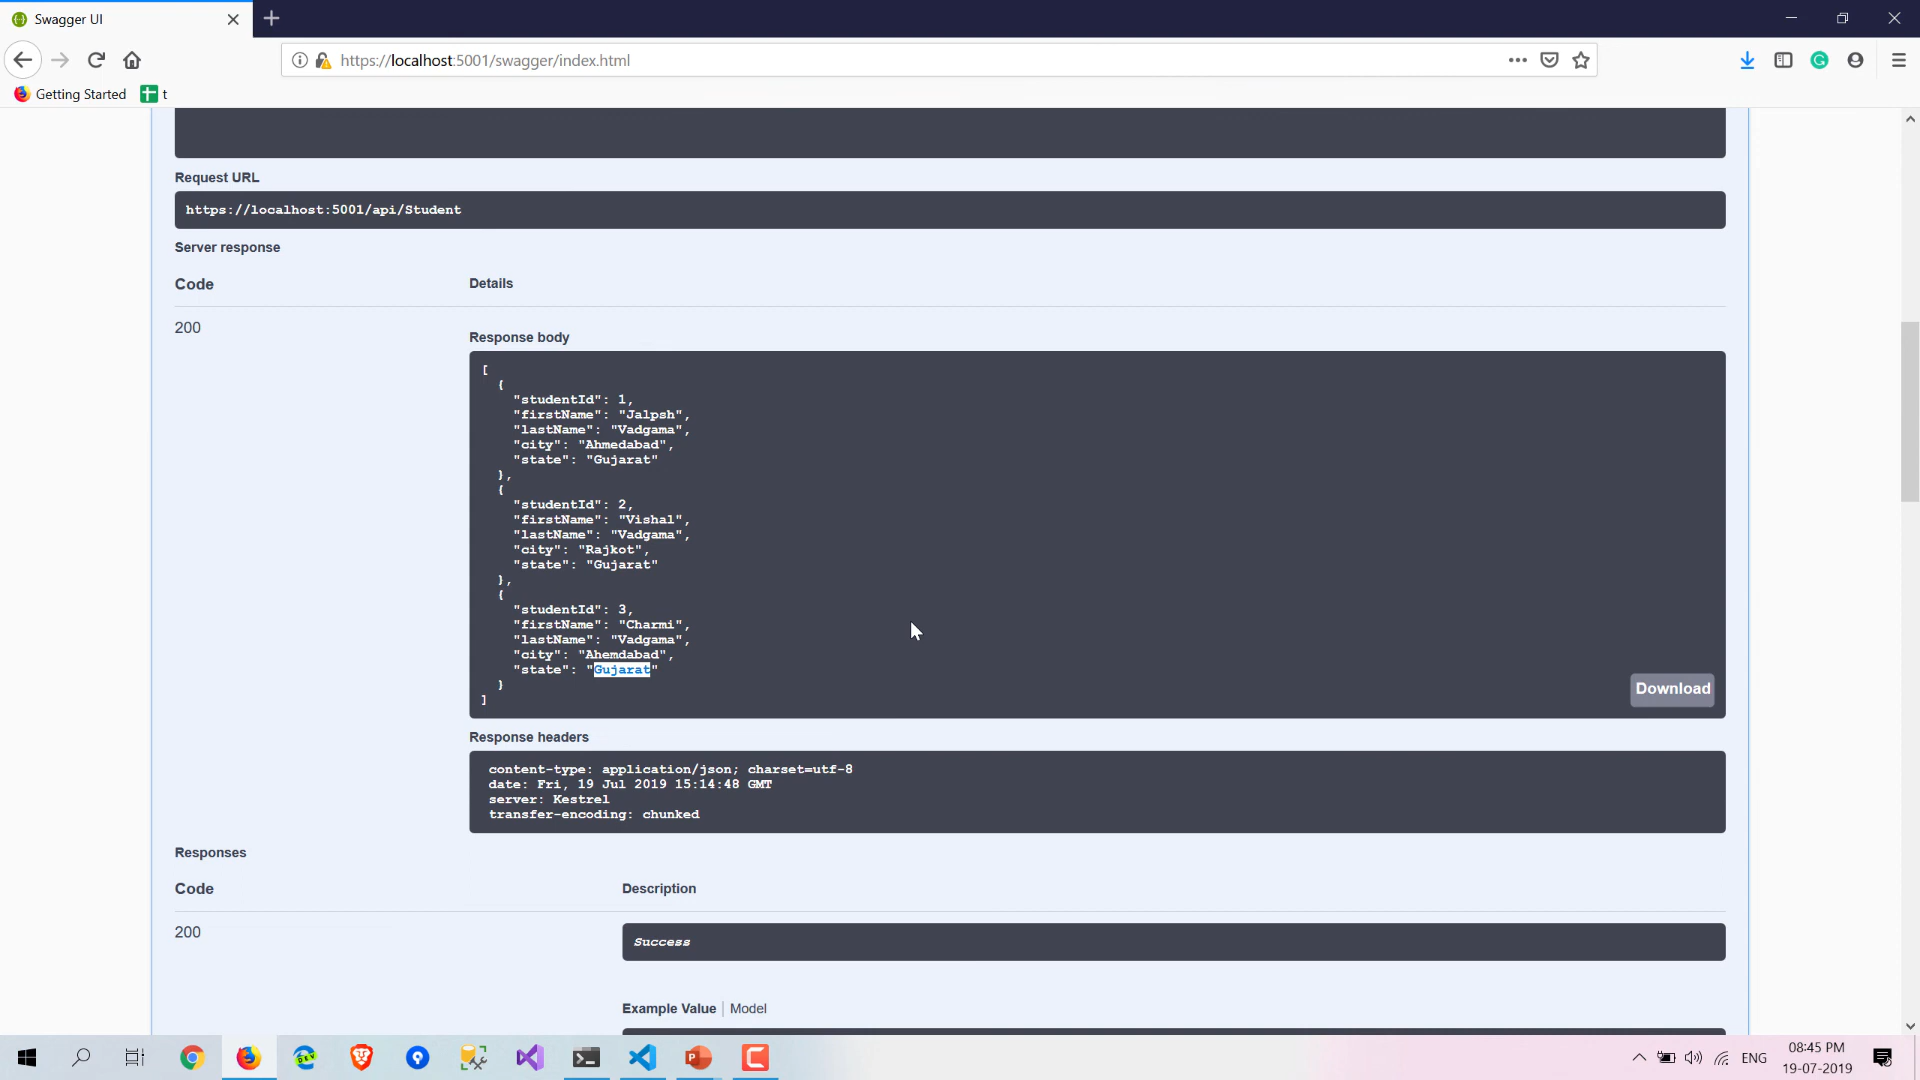 Swagger UI
https://localhost:5001/swagger/index.html
Getting Started t
Request URL
https://localhost:5001/api/Student
Server response
Code Details
200
Response body
[
{
"studentId": 1,
"firstName": "Jalpsh",
"lastName": "Vadgama",
"city": "Ahmedabad",
"state": "Gujarat"
},
{
"studentId": 2,
"firstName": "Vishal",
"lastName": "Vadgama",
"city": "Rajkot",
"state": "Gujarat"
},
{
"studentId": 3,
"firstName": "Charmi",
"lastName": "Vadgama",
"city": "Ahemdabad",
"state": "Gujarat"
}
]
Download
Response headers
content-type: application/json; charset=utf-8
date: Fri, 19 Jul 2019 15:14:48 GMT
server: Kestrel
transfer-encoding: chunked
Responses
Code Description
200
Success
Example Value | Model
DEV
ENG
08:45 PM
19-07-2019